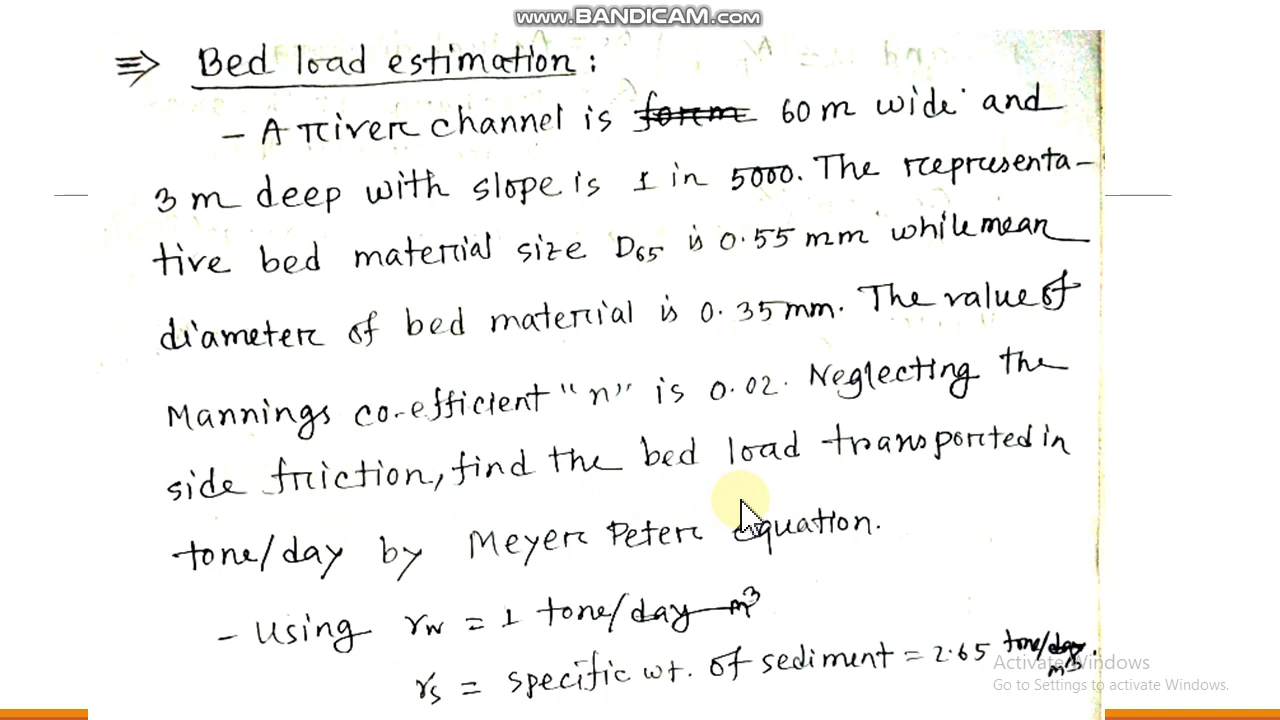 www.BANDICAM.com
⇒ Bed load estimation :
- A river channel is form 60 m wide and
3 m deep with slope is 1 in 5000. The representa-
tive bed material size D65 is 0.55 mm while mean
diameter of bed material is 0.35 mm. The value of
Mannings co-efficient "n" is 0.02. Neglecting the
side friction, find the bed load transported in
tone/day by Meyer Peter Equation.
- Using γw = 1 tone/day m³
γs = specific wt. of sediment = 2.65 tone/day m³.
Activate Windows
Go to Settings to activate Windows.